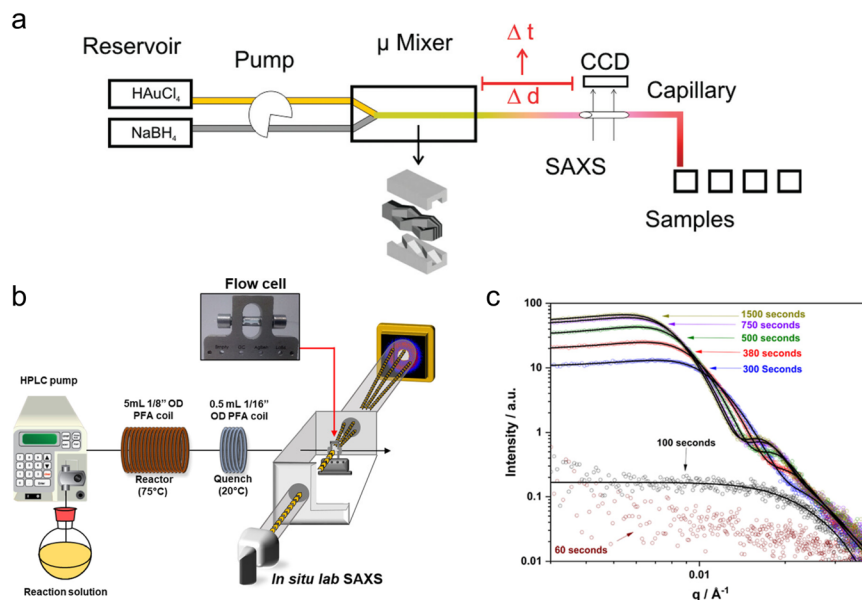 a
Reservoir
Pump
μ Mixer
Δ t
Δ d
CCD
Capillary
HAuCl₄
NaBH₄
SAXS
Samples
b
Flow cell
HPLC pump
5mL 1/8" OD
PFA coil
0.5 mL 1/16"
OD PFA coil
Reactor
(75°C)
Quench
(20°C)
Reaction solution
In situ lab SAXS
c
Intensity / a.u.
100
10
1
0.1
0.01
1500 seconds
750 seconds
500 seconds
380 seconds
300 Seconds
100 seconds
60 seconds
0.01
q / Å⁻¹